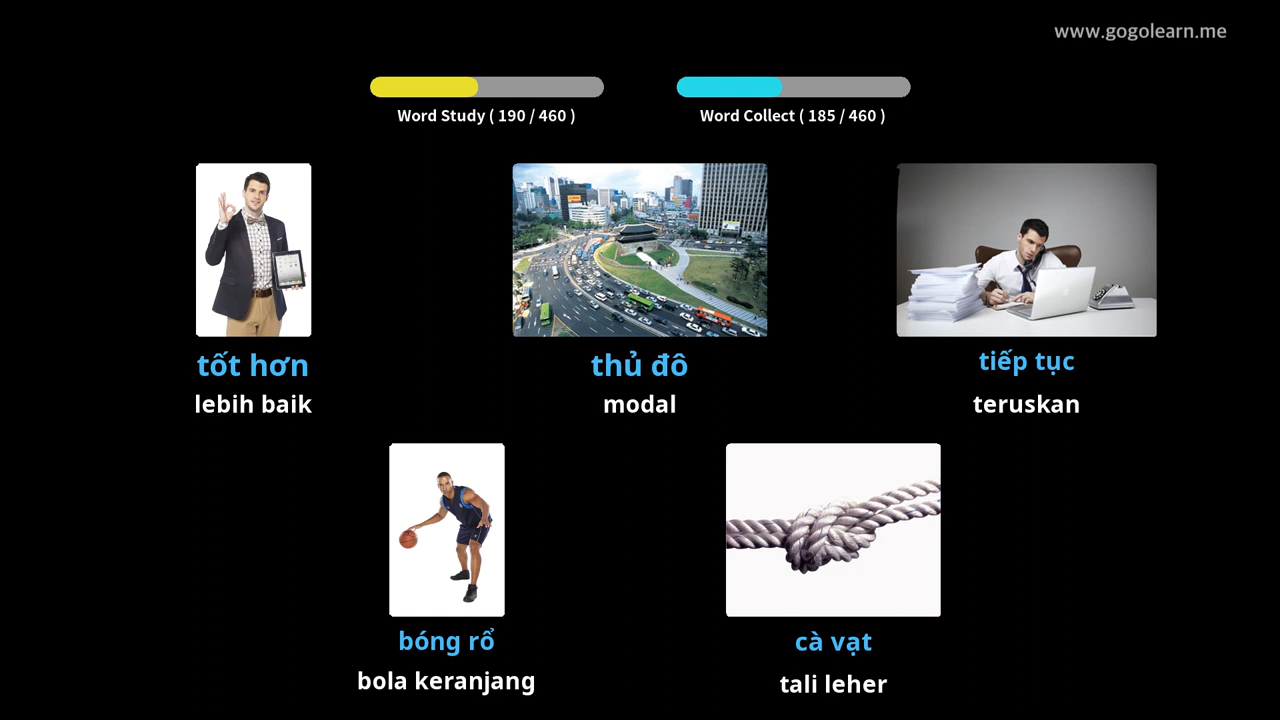 www.gogolearn.me
Word Study ( 190 / 460 )
Word Collect ( 185 / 460 )
tốt hơn
lebih baik
thủ đô
modal
tiếp tục
teruskan
bóng rổ
bola keranjang
cà vạt
tali leher